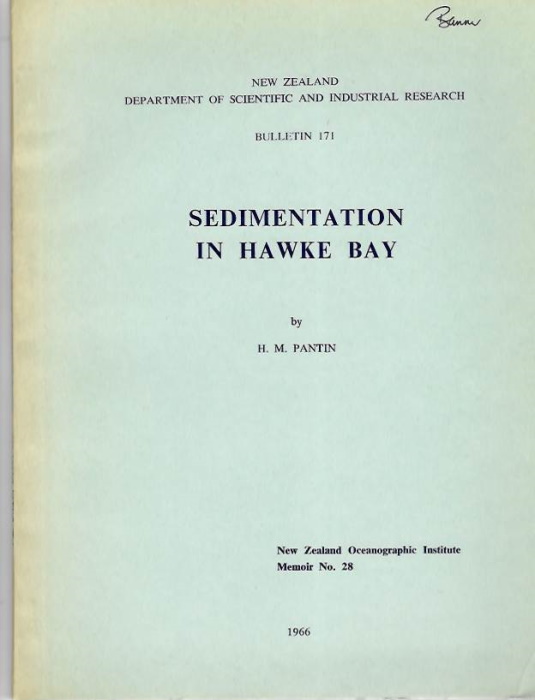 NEW ZEALAND
DEPARTMENT OF SCIENTIFIC AND INDUSTRIAL RESEARCH
BULLETIN 171
SEDIMENTATION
IN HAWKE BAY
by
H. M. PANTIN
New Zealand Oceanographic Institute
Memoir No. 28
1966